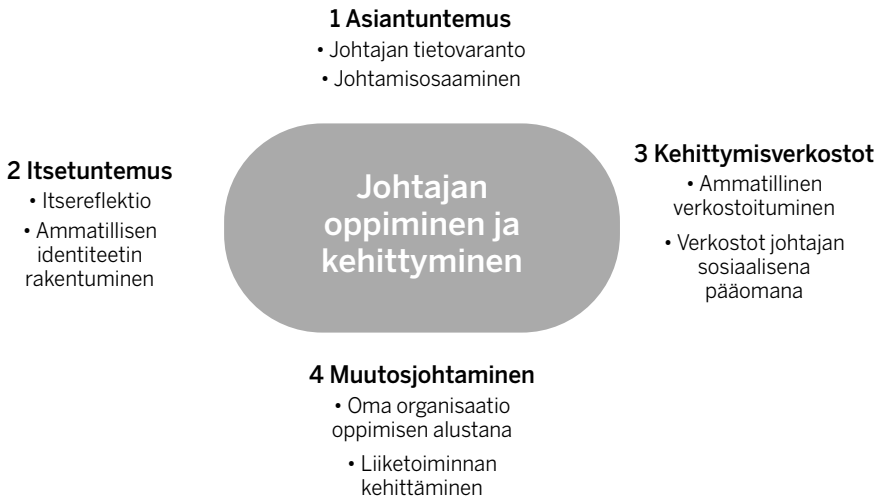 1 Asiantuntemus
• Johtajan tietovaranto
• Johtamisosaaminen
2 Itsetuntemus
• Itsereflektio
• Ammatillisen
identiteetin
rakentuminen
Johtajan
oppiminen ja
kehittyminen
3 Kehittymisverkostot
• Ammatillinen
verkostoituminen
• Verkostot johtajan
sosiaalisena
pääomana
4 Muutosjohtaminen
• Oma organisaatio
oppimisen alustana
• Liiketoiminnan
kehittäminen